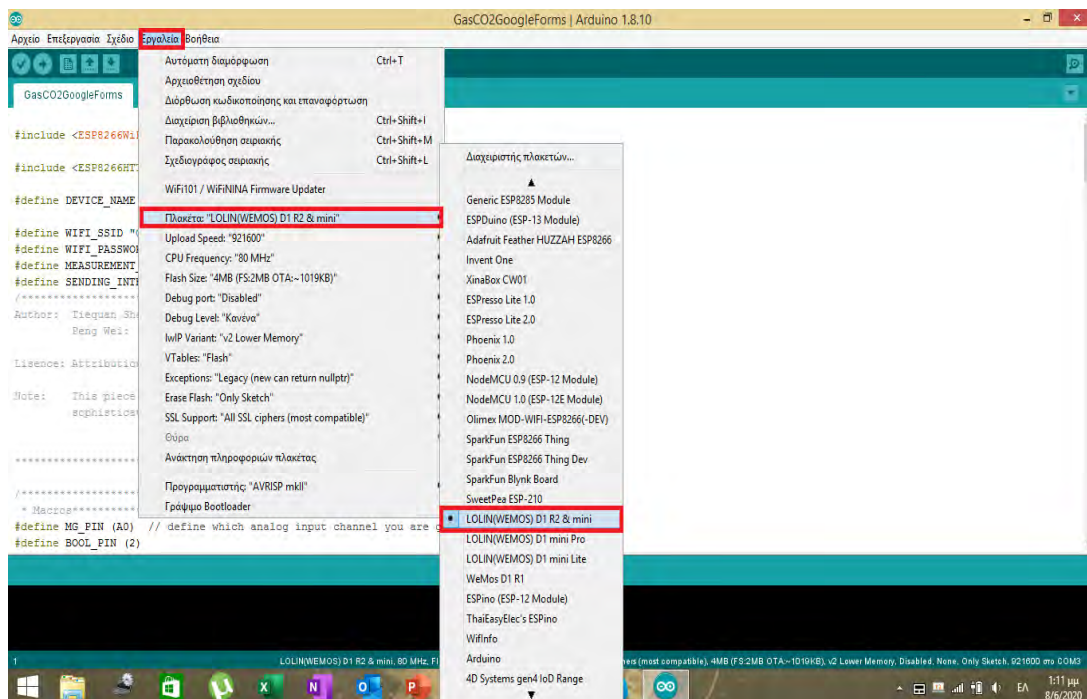 GasCO2GoogleForms | Arduino 1.8.10
Αρχείο Επεξεργασία Σχέδιο Εργαλεία Βοήθεια
GasCO2GoogleForms
#include <ESP8266Wi
#include <ESP8266HT
#define DEVICE_NAME
#define WIFI_SSID "
#define WIFI_PASSWO
#define MEASUREMENT_
#define SENDING_INT
Author: Tiequan Sh
Peng Wei:
Lisence: Attributio
Note: This piece
sophistica
* Macros
#define MG_PIN (A0) // define which analog input channel you are g
#define BOOL_PIN (2)
Αυτόματη διαμόρφωση Ctrl+T
Αρχειοθέτηση σχεδίου
Διόρθωση κωδικοποίησης και επαναφόρτωση
Διαχείριση βιβλιοθηκών... Ctrl+Shift+I
Παρακολούθηση σειριακής Ctrl+Shift+M
Σχεδιογράφος σειριακής Ctrl+Shift+L
WiFi101 / WiFiNINA Firmware Updater
Πλακέτα: "LOLIN(WEMOS) D1 R2 & mini"
Upload Speed: "921600"
CPU Frequency: "80 MHz"
Flash Size: "4MB (FS:2MB OTA:~1019KB)"
Debug port: "Disabled"
Debug Level: "Κανένα"
lwIP Variant: "v2 Lower Memory"
VTables: "Flash"
Exceptions: "Legacy (new can return nullptr)"
Erase Flash: "Only Sketch"
SSL Support: "All SSL ciphers (most compatible)"
Θύρα
Ανάκτηση πληροφοριών πλακέτας
Προγραμματιστής: "AVRISP mkII"
Γράψιμο Bootloader
Διαχειριστής πλακετών...
Generic ESP8285 Module
ESPDuino (ESP-13 Module)
Adafruit Feather HUZZAH ESP8266
Invent One
XinaBox CW01
ESPresso Lite 1.0
ESPresso Lite 2.0
Phoenix 1.0
Phoenix 2.0
NodeMCU 0.9 (ESP-12 Module)
NodeMCU 1.0 (ESP-12E Module)
Olimex MOD-WIFI-ESP8266(-DEV)
SparkFun ESP8266 Thing
SparkFun ESP8266 Thing Dev
SparkFun Blynk Board
SweetPea ESP-210
LOLIN(WEMOS) D1 R2 & mini
LOLIN(WEMOS) D1 mini Pro
LOLIN(WEMOS) D1 mini Lite
WeMos D1 R1
ESPino (ESP-12 Module)
ThaiEasyElec's ESPino
WifInfo
Arduino
4D Systems gen4 IoD Range
1 LOLIN(WEMOS) D1 R2 & mini, 80 MHz, Fl hers (most compatible), 4MB (FS:2MB OTA:~1019KB), v2 Lower Memory, Disabled, None, Only Sketch, 921600 στο COM3
ΕΛ
1:11 μμ
8/6/2020